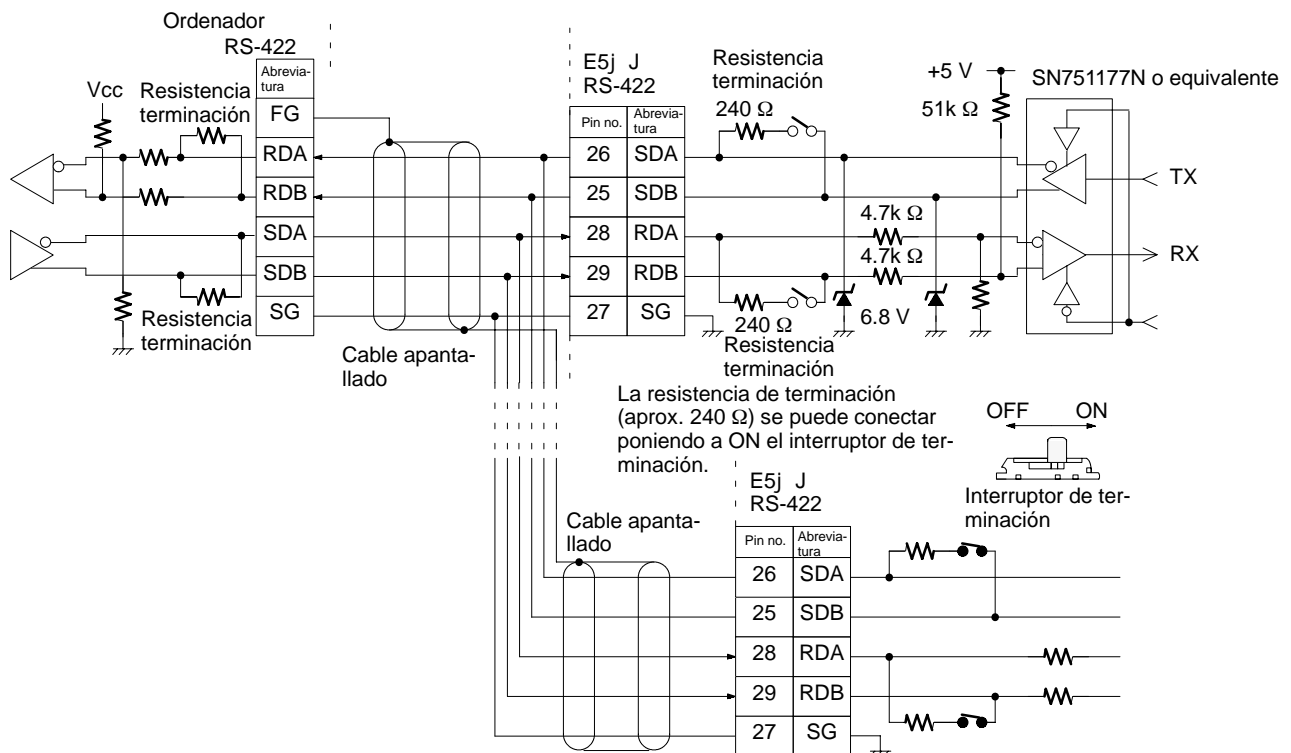 Ordenador
RS-422
Abrevia-
tura
FG
RDA
RDB
SDA
SDB
SG
Vcc
Resistencia
terminación
Resistencia
terminación
Cable apanta-
llado
E5j J
RS-422
Pin no.
Abrevia-
tura
26 SDA
25 SDB
28 RDA
29 RDB
27 SG
Resistencia
terminación
240 Ω
+5 V
51k Ω
SN751177N o equivalente
TX
4.7k Ω
4.7k Ω
RX
6.8 V
240 Ω
Resistencia
terminación
La resistencia de terminación
(aprox. 240 Ω) se puede conectar
poniendo a ON el interruptor de ter-
minación.
OFF ON
Interruptor de ter-
minación
Cable apanta-
llado
E5j J
RS-422
Pin no.
Abrevia-
tura
26 SDA
25 SDB
28 RDA
29 RDB
27 SG